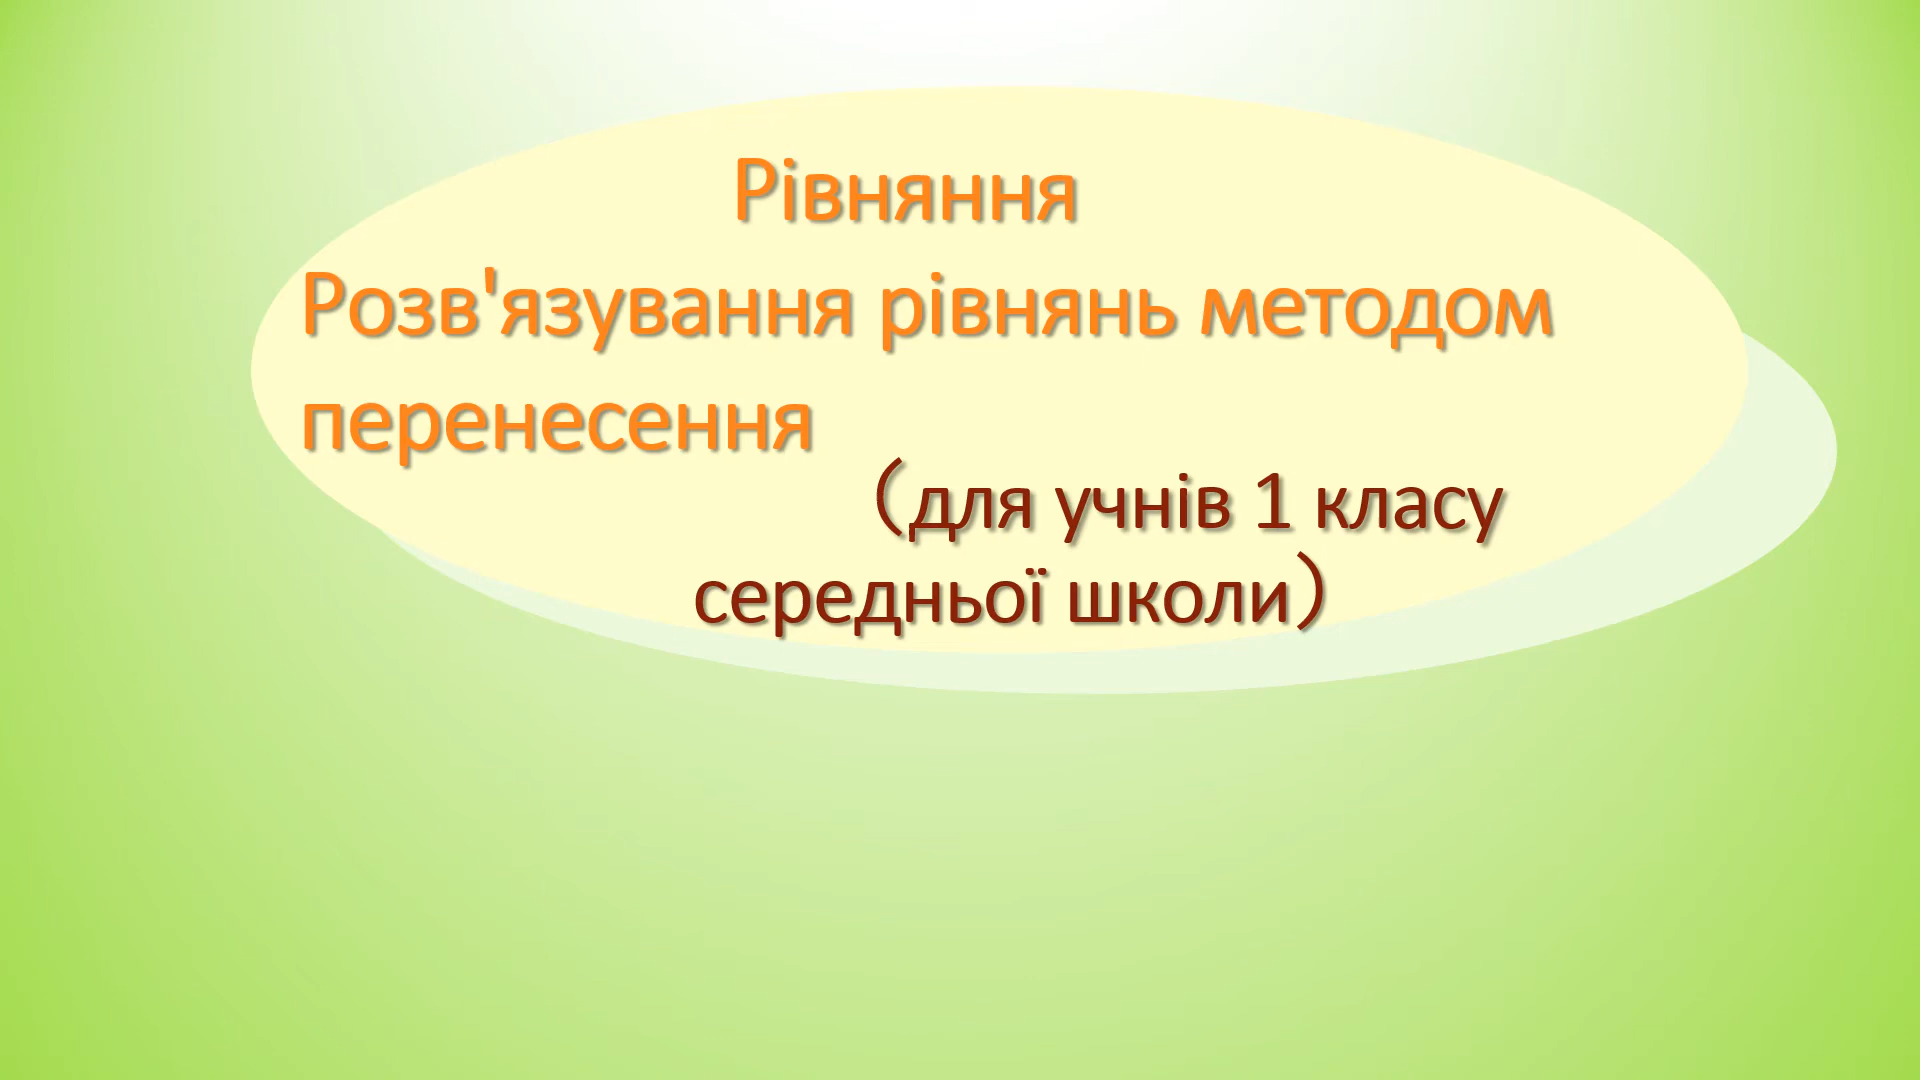 Рівняння
Розв'язування рівнянь методом
перенесення
（для учнів 1 класу
середньої школи）